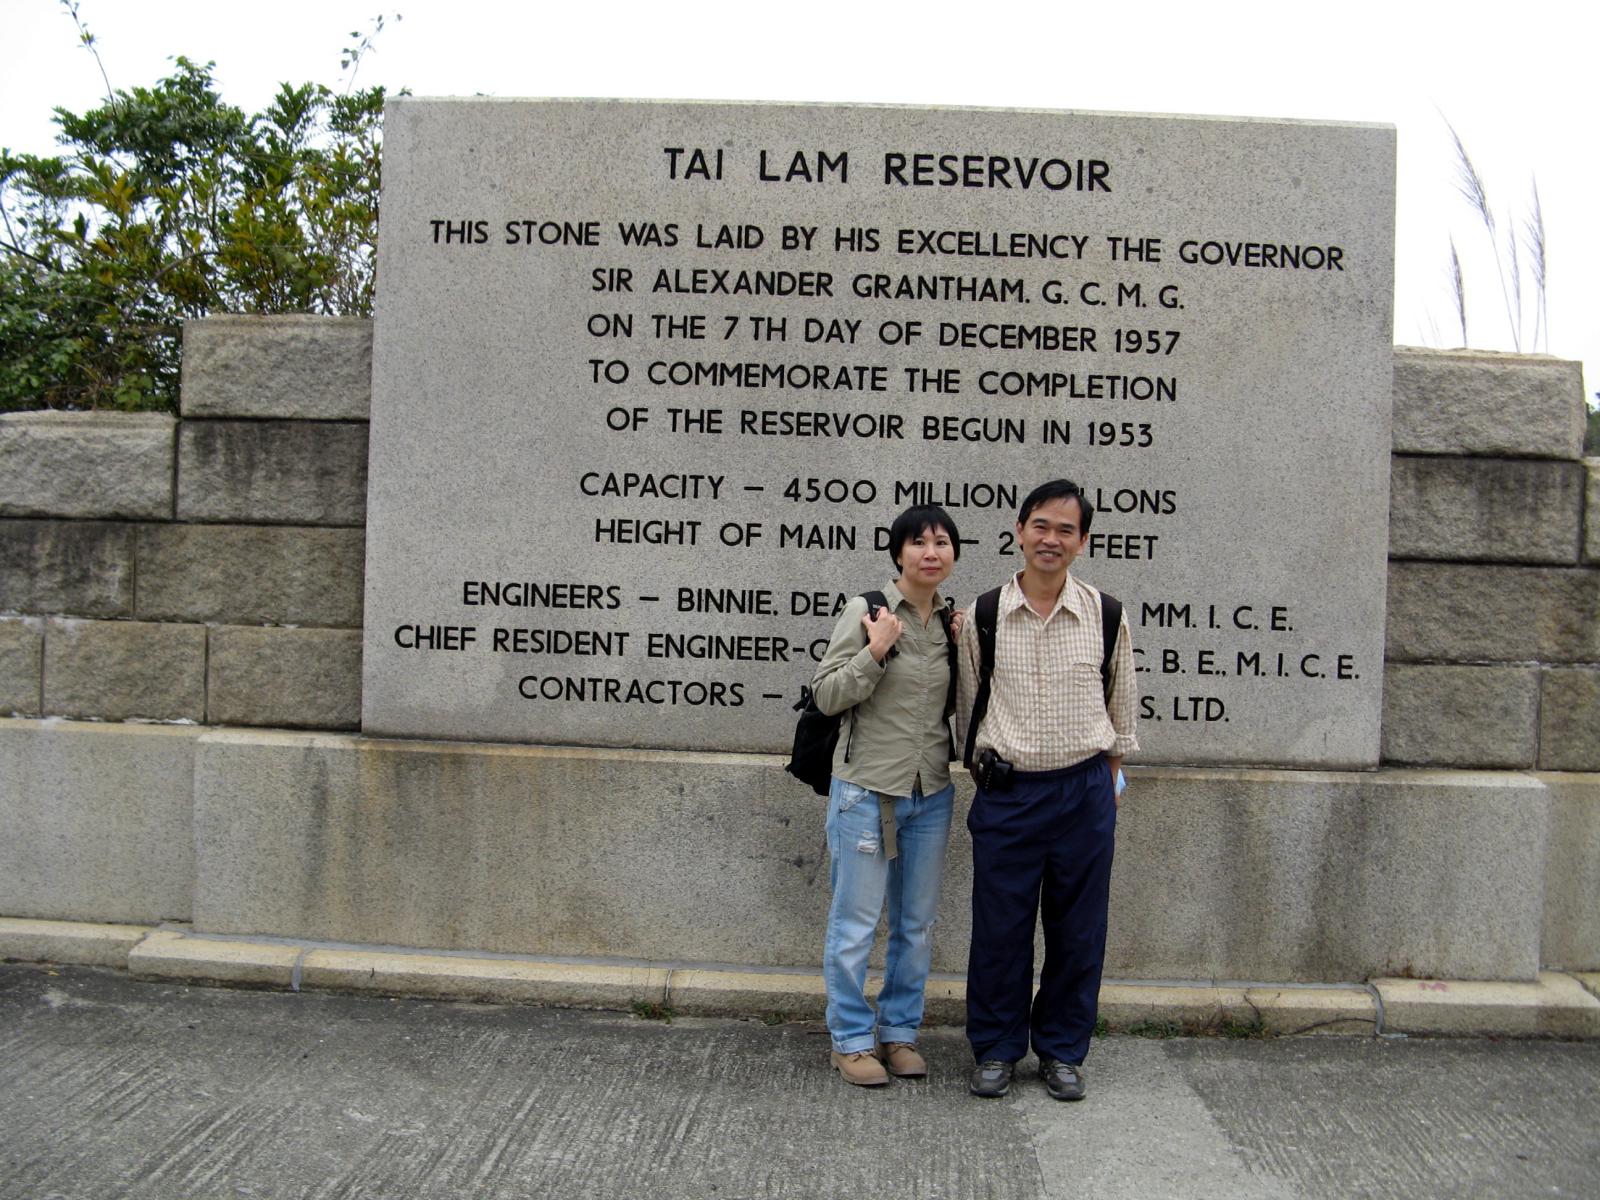 TAI LAM RESERVOIR
THIS STONE WAS LAID BY HIS EXCELLENCY THE GOVERNOR
SIR ALEXANDER GRANTHAM. G. C. M. G.
ON THE 7 TH DAY OF DECEMBER 1957
TO COMMEMORATE THE COMPLETION
OF THE RESERVOIR BEGUN IN 1953
CAPACITY – 4500 MILLION
HEIGHT OF MAIN – FEET
ENGINEERS – BINNIE. MM. I. C. E.
CHIEF RESIDENT ENGINEER- C. B. E., M. I. C. E.
CONTRACTORS – S. LTD.